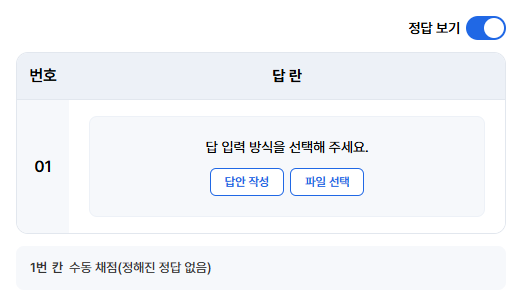 정답 보기
번호 답 란
01
답 입력 방식을 선택해 주세요.
답안 작성 파일 선택
1번 칸 수동 채점(정해진 정답 없음)